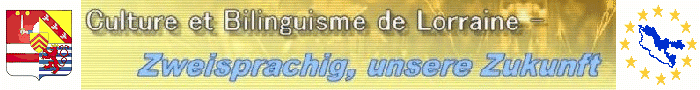 Culture et Bilinguisme de Lorraine -
Zweisprachig, unsere Zukunft